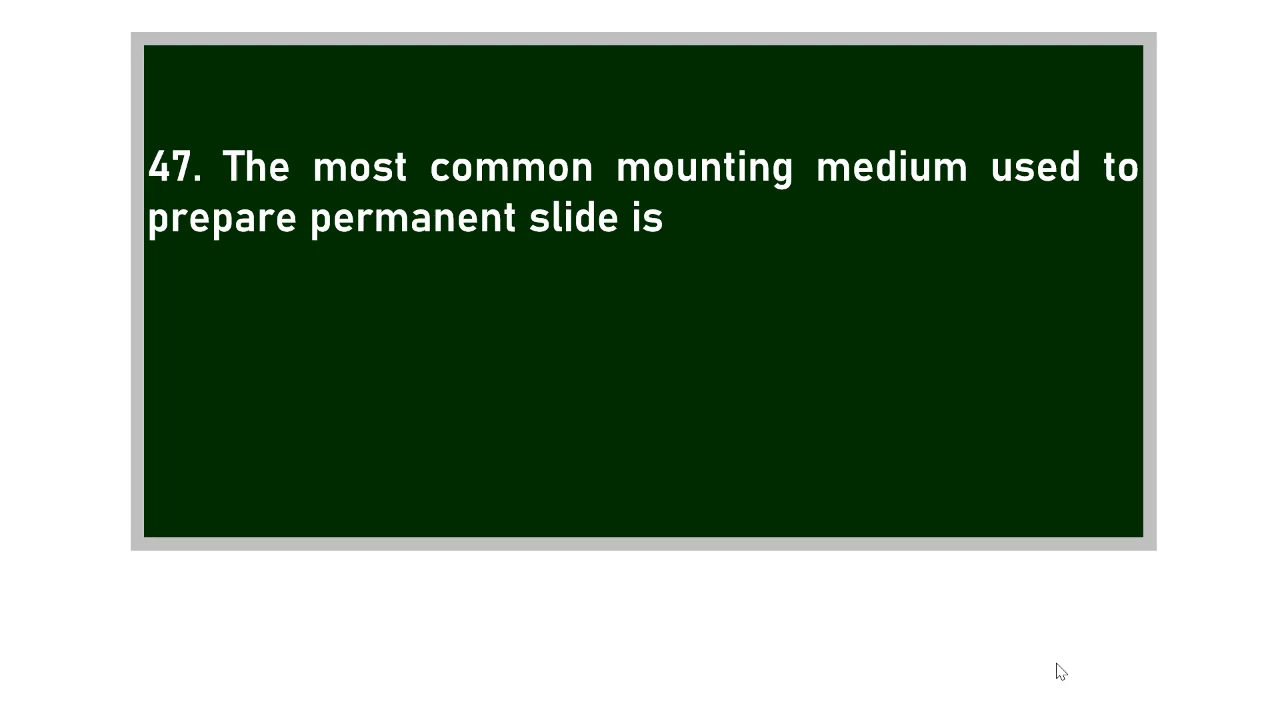 47. The most common mounting medium used to
prepare permanent slide is